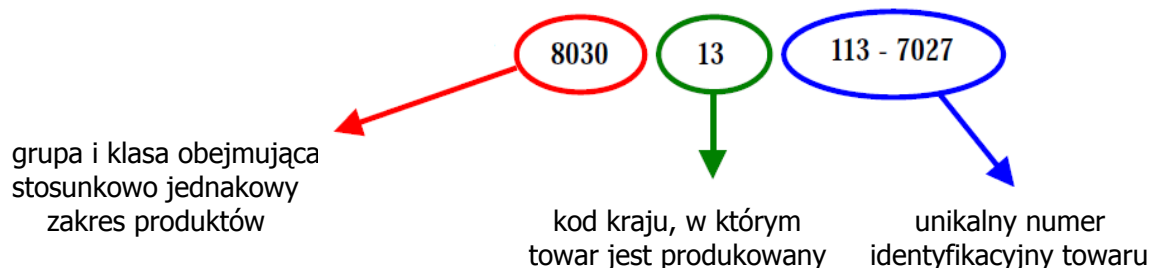 8030 13 113 - 7027
grupa i klasa obejmująca
stosunkowo jednakowy
zakres produktów
kod kraju, w którym
towar jest produkowany
unikalny numer
identyfikacyjny towaru